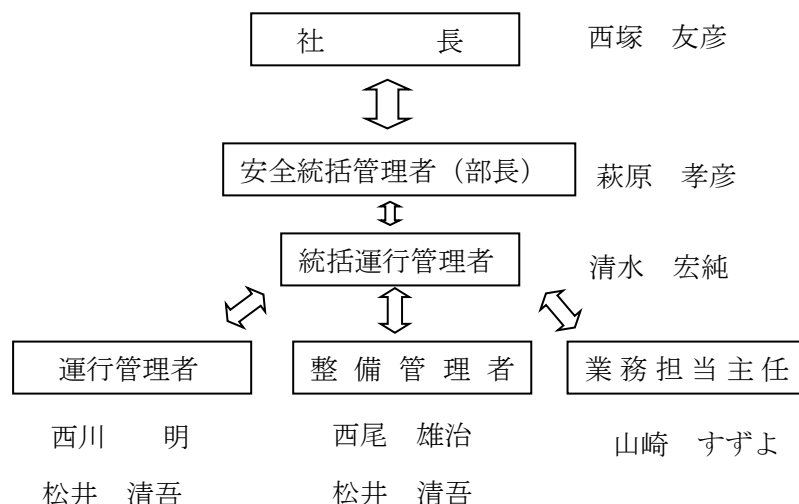 社　　　　長　　西塚　友彦
安全統括管理者（部長）　　萩原　孝彦
統括運行管理者　　清水　宏純
運行管理者　　整 備 管 理 者　　業 務 担 当 主 任
西川　　明　　西尾　雄治　　山崎　すずよ
松井　清吾　　松井　清吾